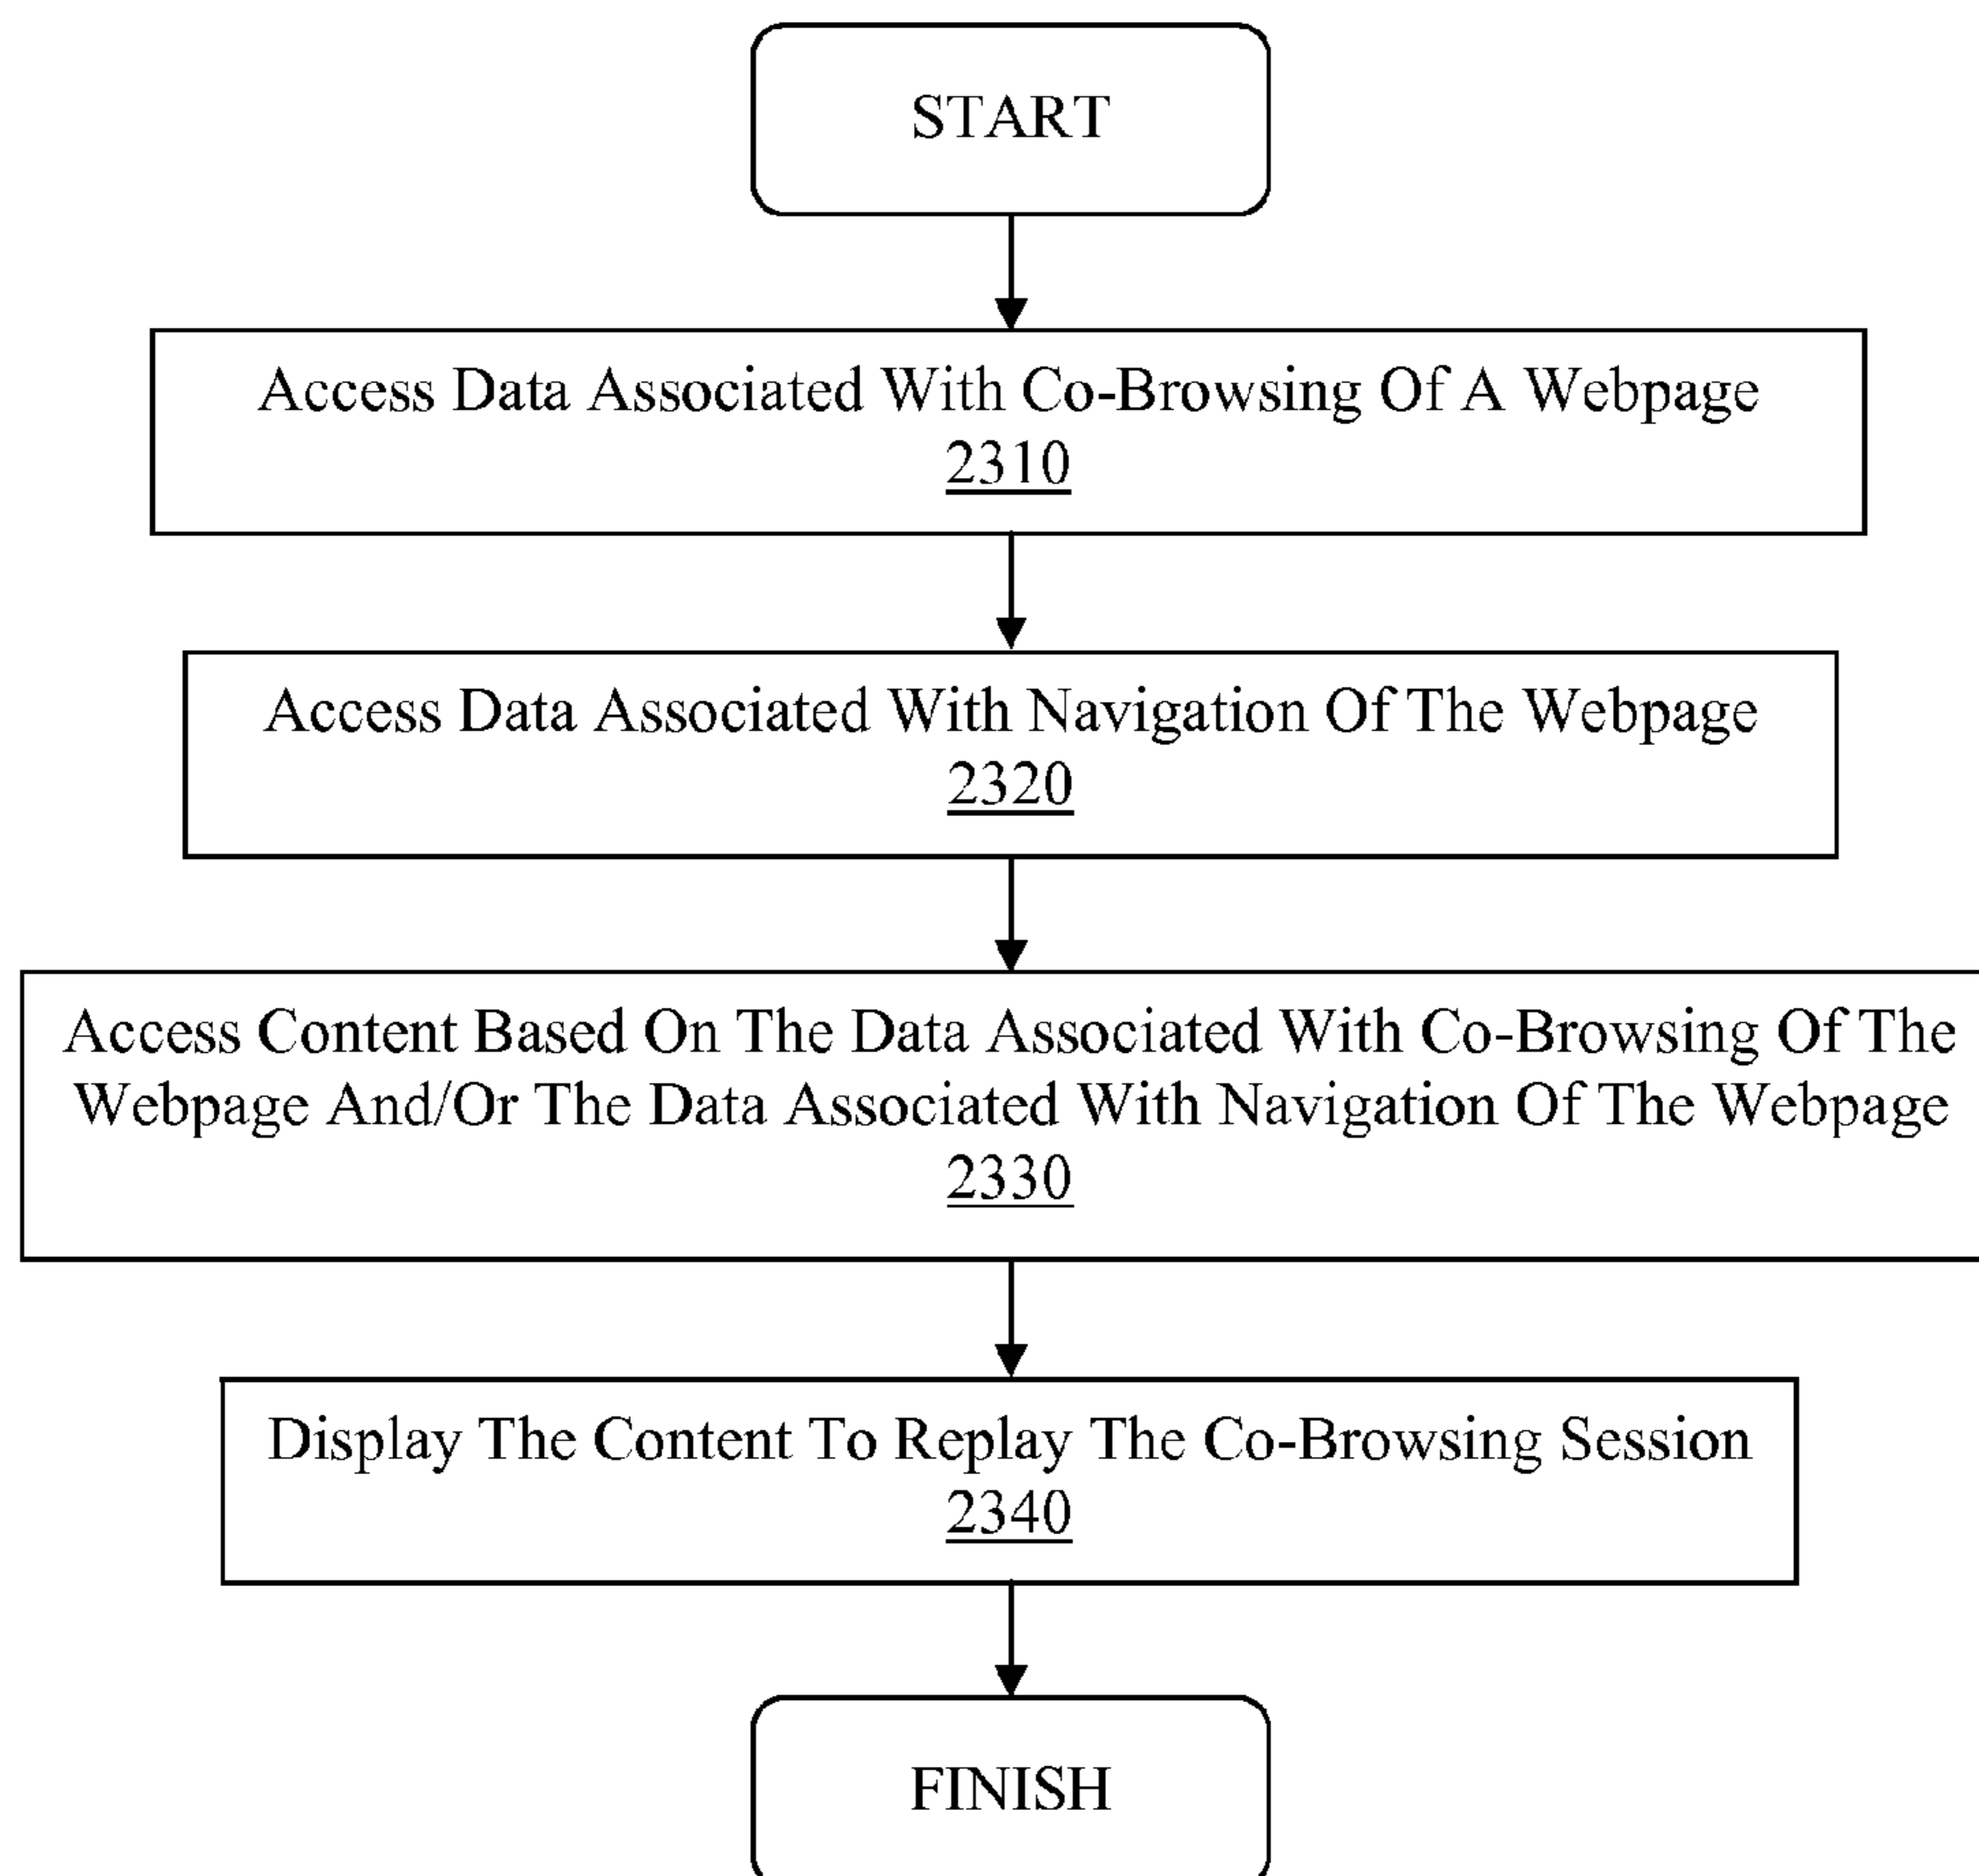 START
Access Data Associated With Co-Browsing Of A Webpage
2310
Access Data Associated With Navigation Of The Webpage
2320
Access Content Based On The Data Associated With Co-Browsing Of The
Webpage And/Or The Data Associated With Navigation Of The Webpage
2330
Display The Content To Replay The Co-Browsing Session
2340
FINISH